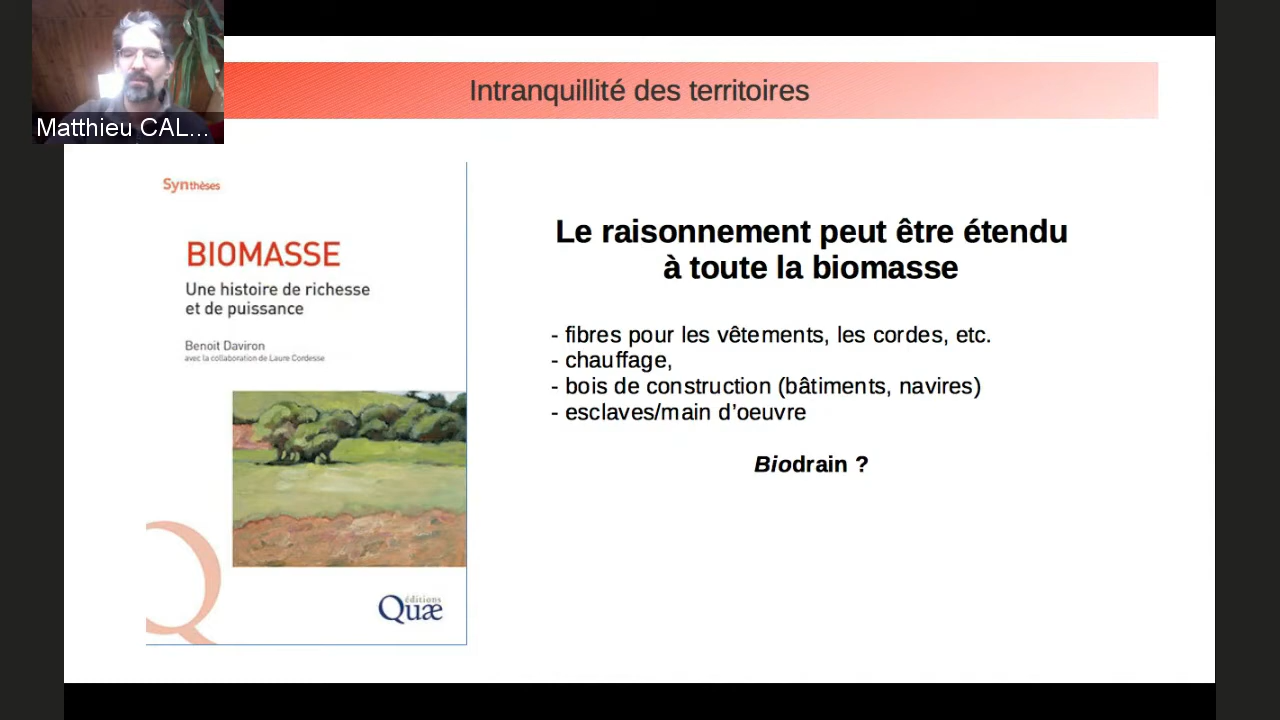 Intranquillité des territoires
Matthieu CAL...
Synthèses
BIOMASSE
Une histoire de richesse
et de puissance
Benoit Daviron
avec la collaboration de Laure Cordesse
éditions
Quæ
Le raisonnement peut être étendu
à toute la biomasse
- fibres pour les vêtements, les cordes, etc.
- chauffage,
- bois de construction (bâtiments, navires)
- esclaves/main d'oeuvre
Biodrain ?